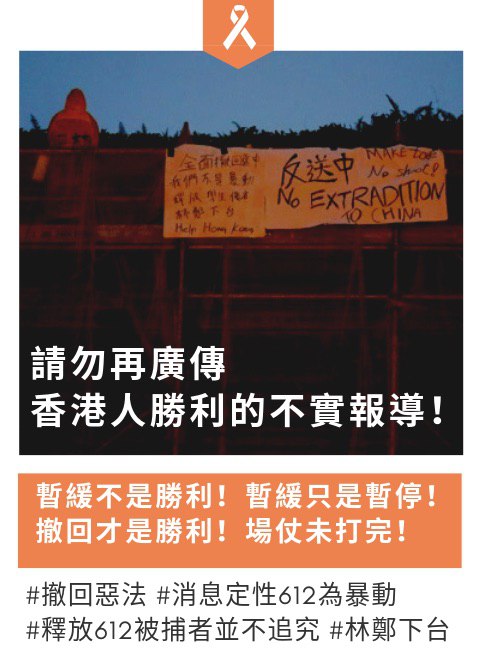 全面撤回送中
我們不是暴動
釋放學生傷者
林鄭下台
Help Hong Kong
反送中
MAKE
No shoot!
No EXTRADITION
TO CHINA
請勿再廣傳
香港人勝利的不實報導！
暫緩不是勝利！暫緩只是暫停！
撤回才是勝利！場仗未打完！
#撤回惡法 #消息定性612為暴動
#釋放612被捕者並不追究 #林鄭下台